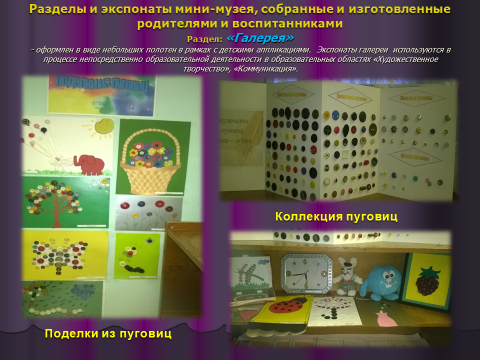 Разделы и экспонаты мини-музея, собранные и изготовленные
родителями и воспитанниками
Раздел: «Галерея»
- оформлен в виде небольших полотен в рамках с детскими аппликациями. Экспонаты галереи используются в
процессе непосредственно образовательной деятельности в образовательных областях «Художественное
творчество», «Коммуникация».
Коллекция пуговиц
Поделки из пуговиц